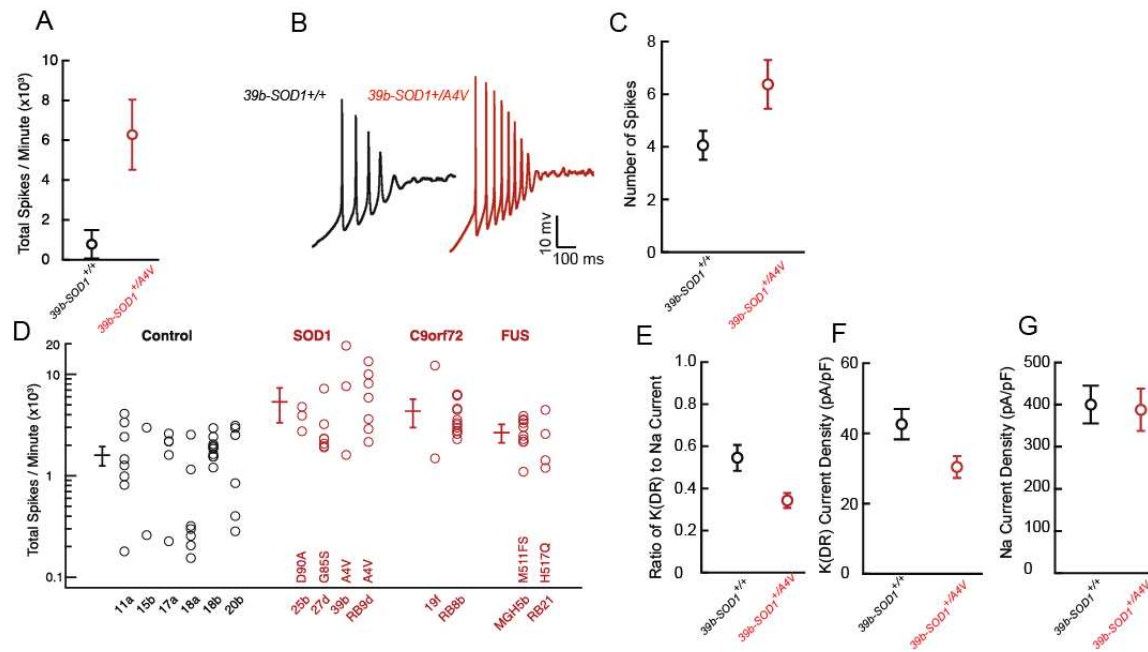 A
Total Spikes / Minute (x10³)
10
8
6
4
2
0
39b-SOD1+/+
39b-SOD1+/A4V
B
39b-SOD1+/+
39b-SOD1+/A4V
10 mv
100 ms
C
Number of Spikes
8
6
4
2
0
39b-SOD1+/+
39b-SOD1+/A4V
D
Control
SOD1
C9orf72
FUS
Total Spikes / Minute (x10³)
20
10
1
0.1
D90A
G85S
A4V
A4V
M511FS
H517Q
11a
15b
17a
18a
18b
20b
25b
27d
39b
RB9d
19f
RB8b
MGH5b
RB21
E
Ratio of K(DR) to Na Current
1.0
0.8
0.6
0.4
0.2
0
39b-SOD1+/+
39b-SOD1+/A4V
F
K(DR) Current Density (pA/pF)
60
40
20
0
39b-SOD1+/+
39b-SOD1+/A4V
G
Na Current Density (pA/pF)
500
400
300
200
100
0
39b-SOD1+/+
39b-SOD1+/A4V